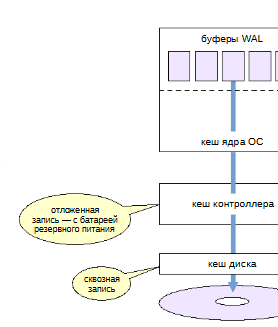 буферы WAL
кеш ядра ОС
отложенная
запись — с батареей
резервного питания
кеш контроллера
кеш диска
сквозная
запись